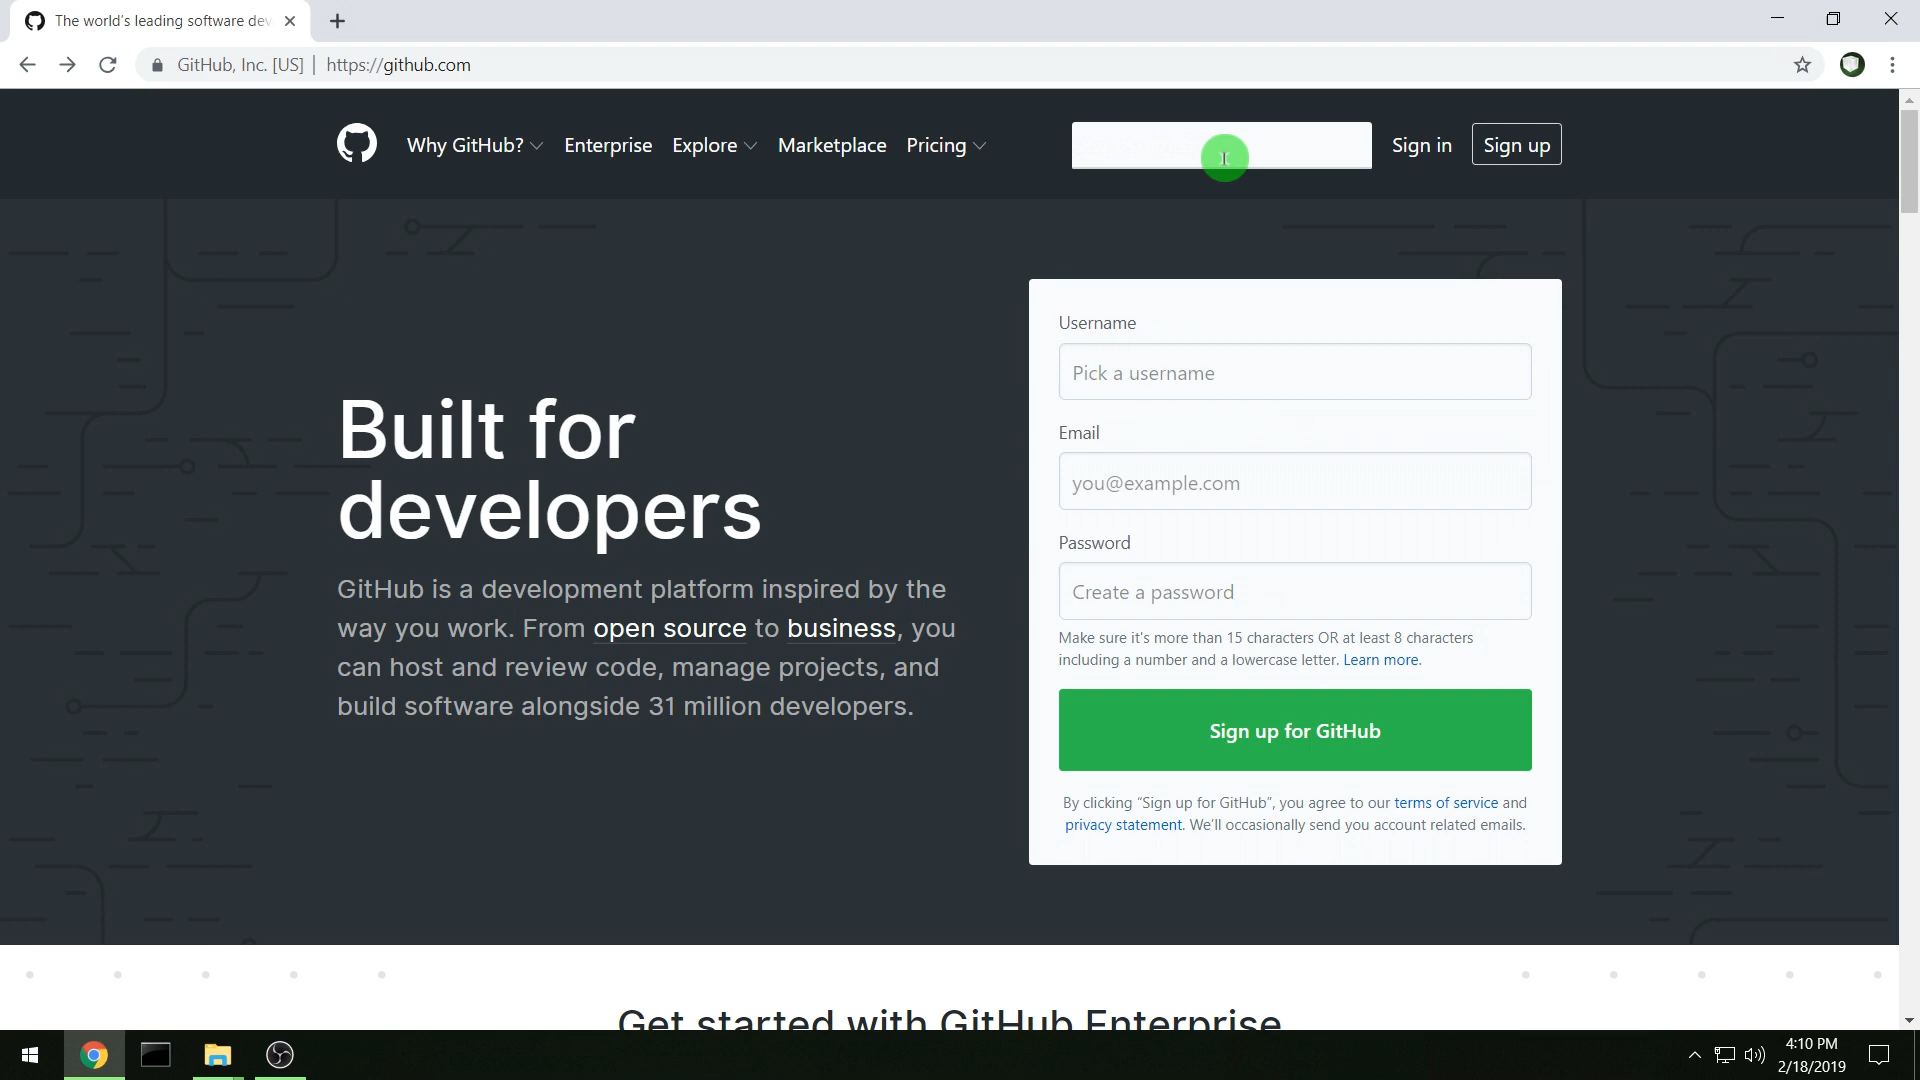 The world's leading software dev
GitHub, Inc. [US] | https://github.com
Why GitHub? Enterprise Explore Marketplace Pricing Sign in Sign up
Built for
developers
GitHub is a development platform inspired by the
way you work. From open source to business, you
can host and review code, manage projects, and
build software alongside 31 million developers.
Username
Pick a username
Email
you@example.com
Password
Create a password
Make sure it's more than 15 characters OR at least 8 characters
including a number and a lowercase letter. Learn more.
Sign up for GitHub
By clicking “Sign up for GitHub”, you agree to our terms of service and
privacy statement. We'll occasionally send you account related emails.
Get started with GitHub Enterprise
4:10 PM
2/18/2019